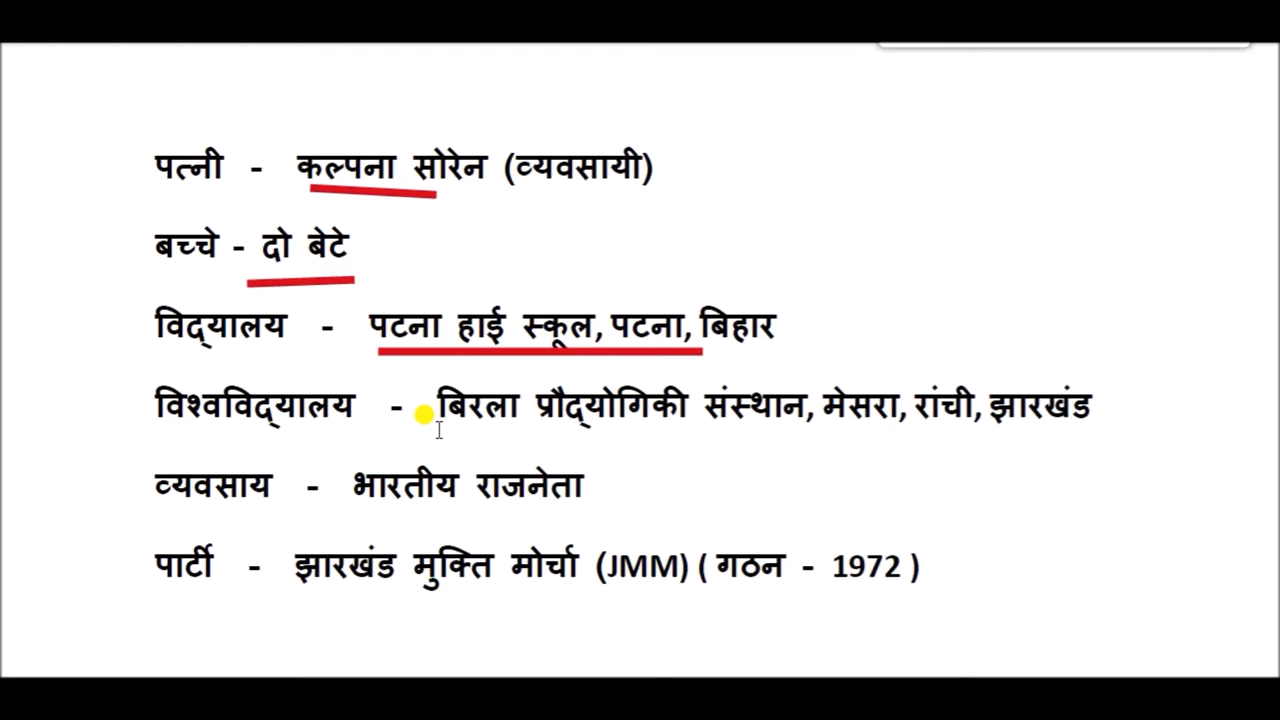 पत्नी - कल्पना सोरेन (व्यवसायी)
बच्चे - दो बेटे
विद्यालय - पटना हाई स्कूल, पटना, बिहार
विश्वविद्यालय - बिरला प्रौद्योगिकी संस्थान, मेसरा, रांची, झारखंड
व्यवसाय - भारतीय राजनेता
पार्टी - झारखंड मुक्ति मोर्चा (JMM) ( गठन - 1972 )